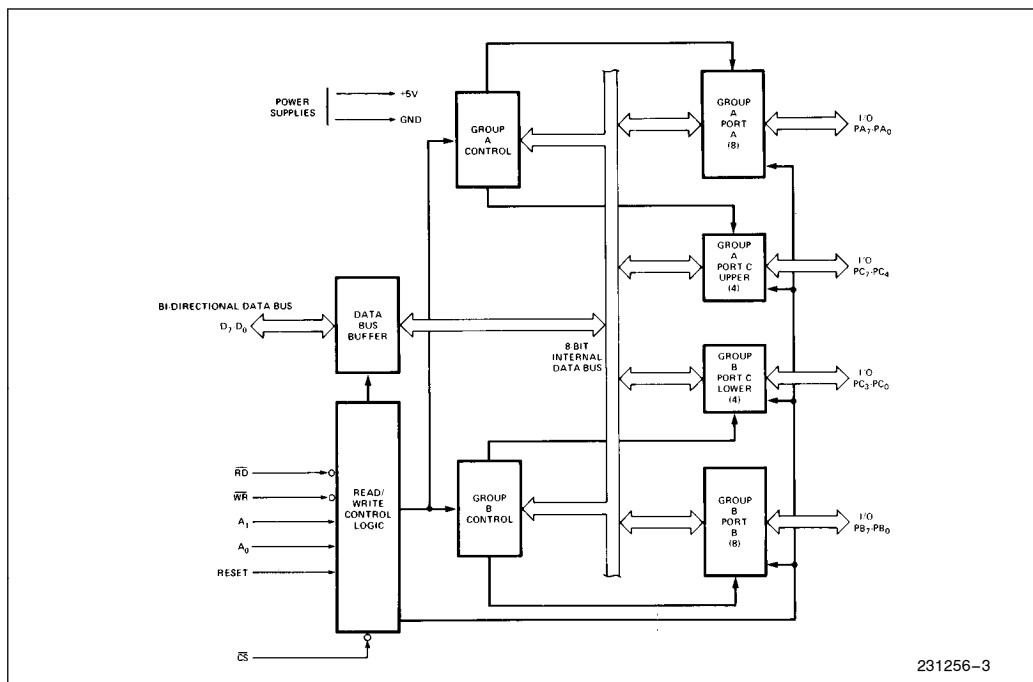 POWER
SUPPLIES
+5V
GND
GROUP
A
CONTROL
GROUP
A
PORT
A
(8)
I/O
PA7-PA0
GROUP
A
PORT C
UPPER
(4)
I/O
PC7-PC4
BI-DIRECTIONAL DATA BUS
D7-D0
DATA
BUS
BUFFER
8-BIT
INTERNAL
DATA BUS
GROUP
B
PORT C
LOWER
(4)
I/O
PC3-PC0
RD
WR
A1
A0
RESET
CS
READ/
WRITE
CONTROL
LOGIC
GROUP
B
CONTROL
GROUP
B
PORT
B
(8)
I/O
PB7-PB0
231256-3